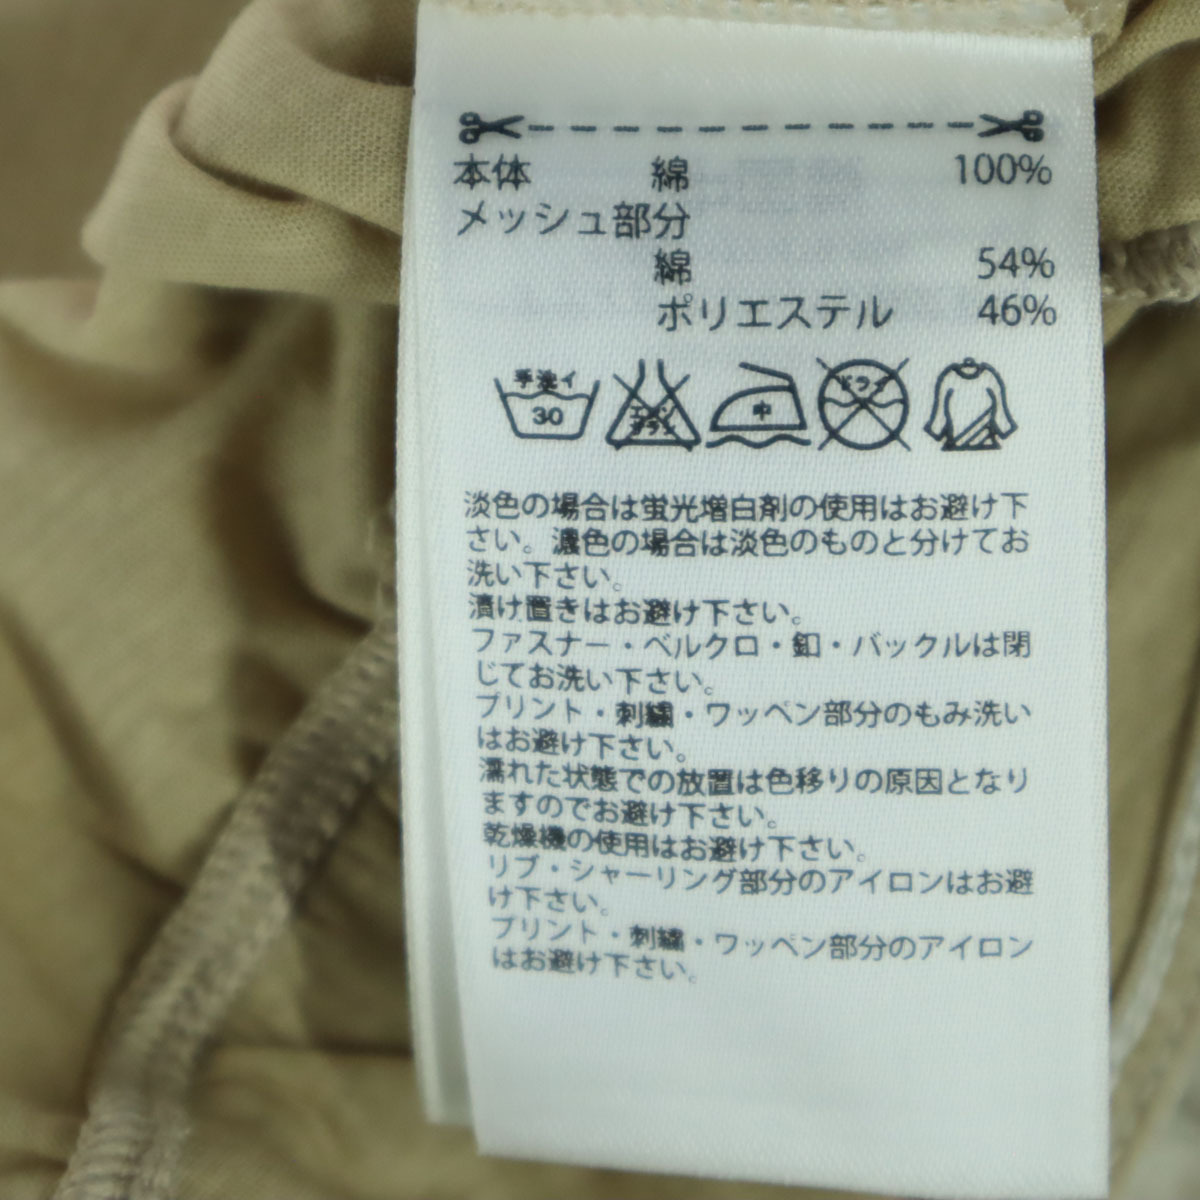 本体 綿 100%
メッシュ部分
綿 54%
ポリエステル 46%
手洗イ 30 エンソ サラシ 中 ドライ
淡色の場合は蛍光増白剤の使用はお避け下
さい。濃色の場合は淡色のものと分けてお
洗い下さい。
漬け置きはお避け下さい。
ファスナー・ベルクロ・釦・バックルは閉
じてお洗い下さい。
プリント・刺繍・ワッペン部分のもみ洗い
はお避け下さい。
濡れた状態での放置は色移りの原因となり
ますのでお避け下さい。
乾燥機の使用はお避け下さい。
リブ・シャーリング部分のアイロンはお避
け下さい。
プリント・刺繍・ワッペン部分のアイロン
はお避け下さい。